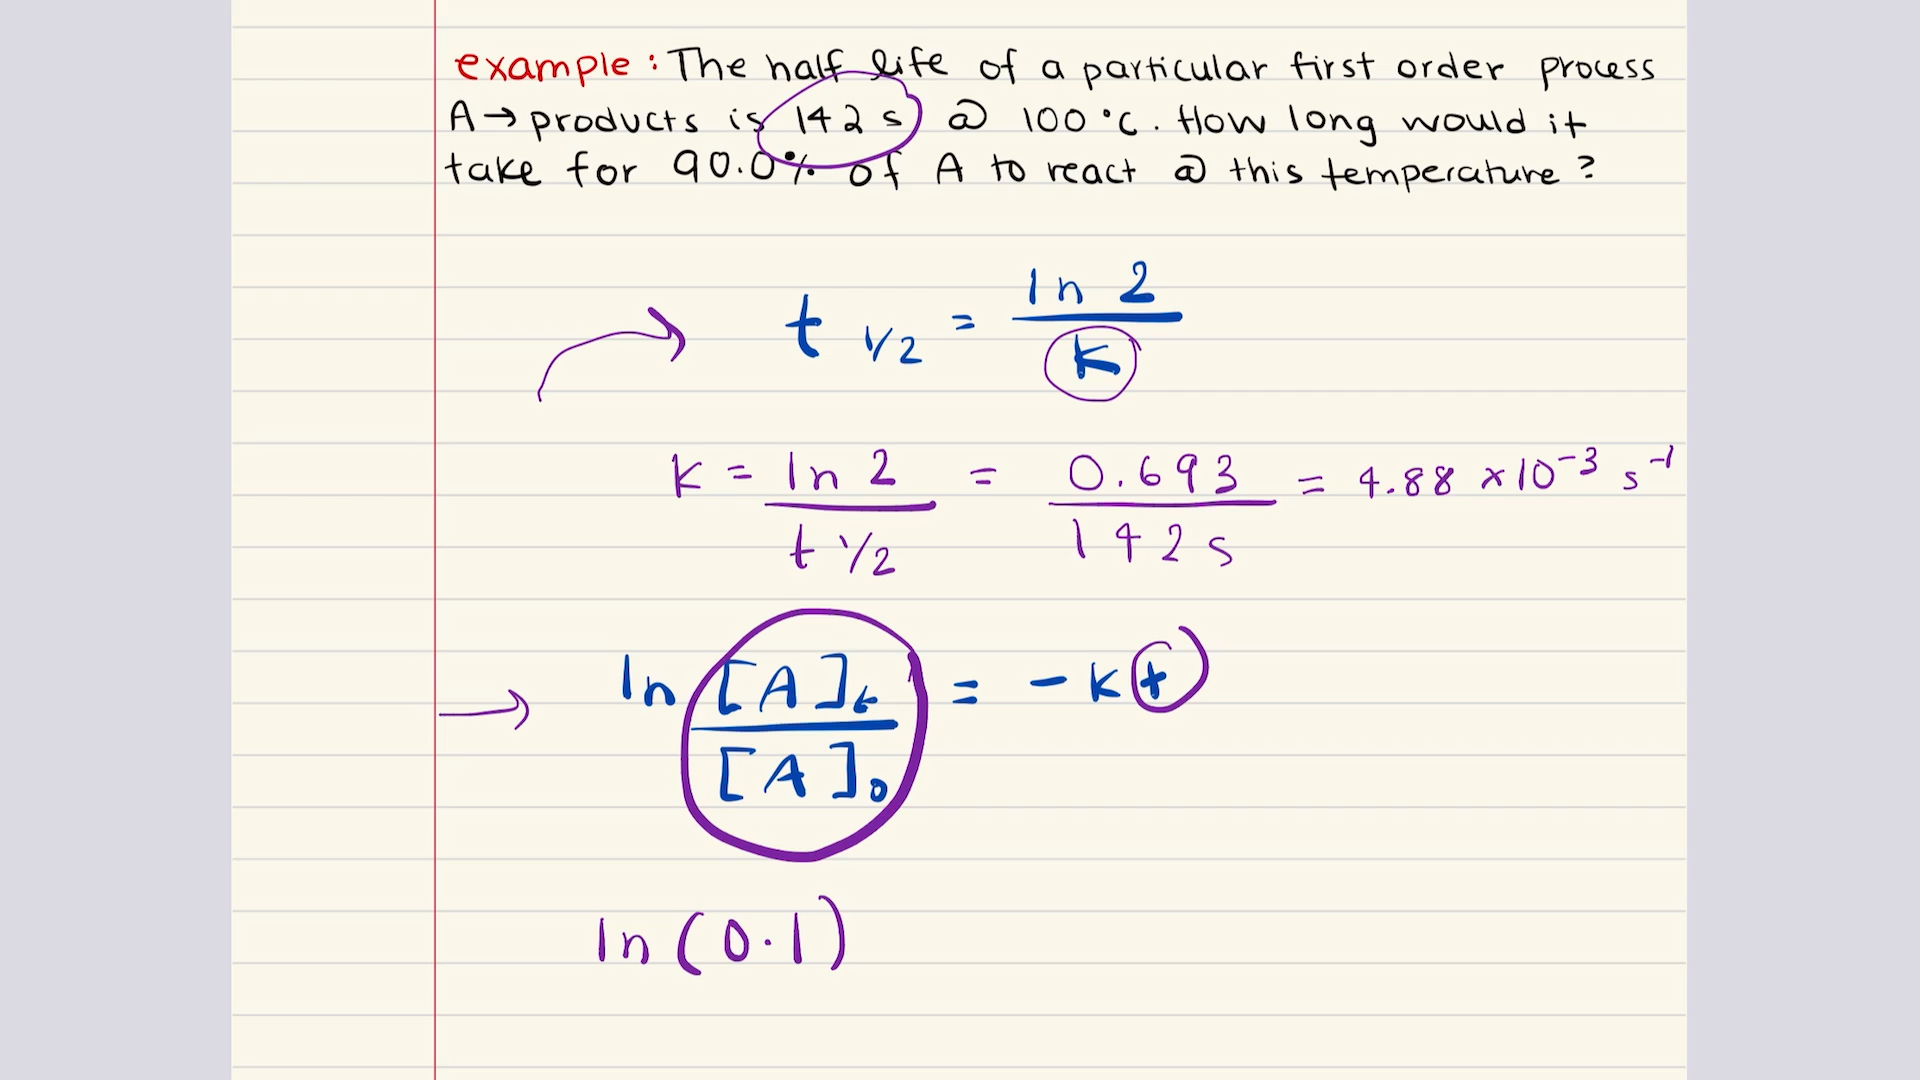 example: The half life of a particular first order process
A→ products is 142 s @ 100 °C. How long would it
take for 90.0% of A to react @ this temperature?
t 1/2 = ln 2 / k
k = ln 2 / t 1/2 = 0.693 / 142 s = 4.88 x10⁻³ s⁻¹
→ ln [A]t / [A]0 = - k t
ln (0.1)